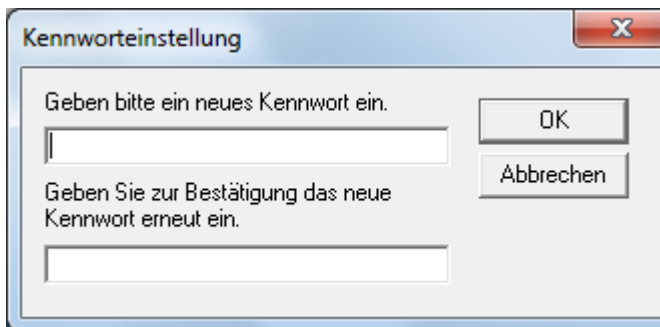 Kennworteinstellung
Geben bitte ein neues Kennwort ein.
OK
Abbrechen
Geben Sie zur Bestätigung das neue
Kennwort erneut ein.